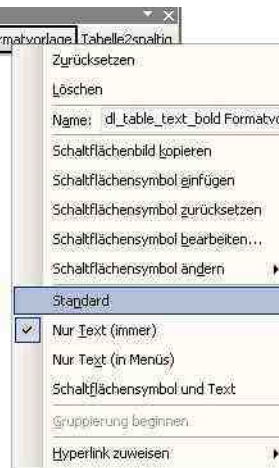 rmatvorlage Tabelle2spaltig
Zurücksetzen
Löschen
Name: dl_table_text_bold Formatvo
Schaltflächenbild kopieren
Schaltflächensymbol einfügen
Schaltflächensymbol zurücksetzen
Schaltflächensymbol bearbeiten...
Schaltflächensymbol ändern
Standard
Nur Text (immer)
Nur Text (in Menüs)
Schaltflächensymbol und Text
Gruppierung beginnen
Hyperlink zuweisen